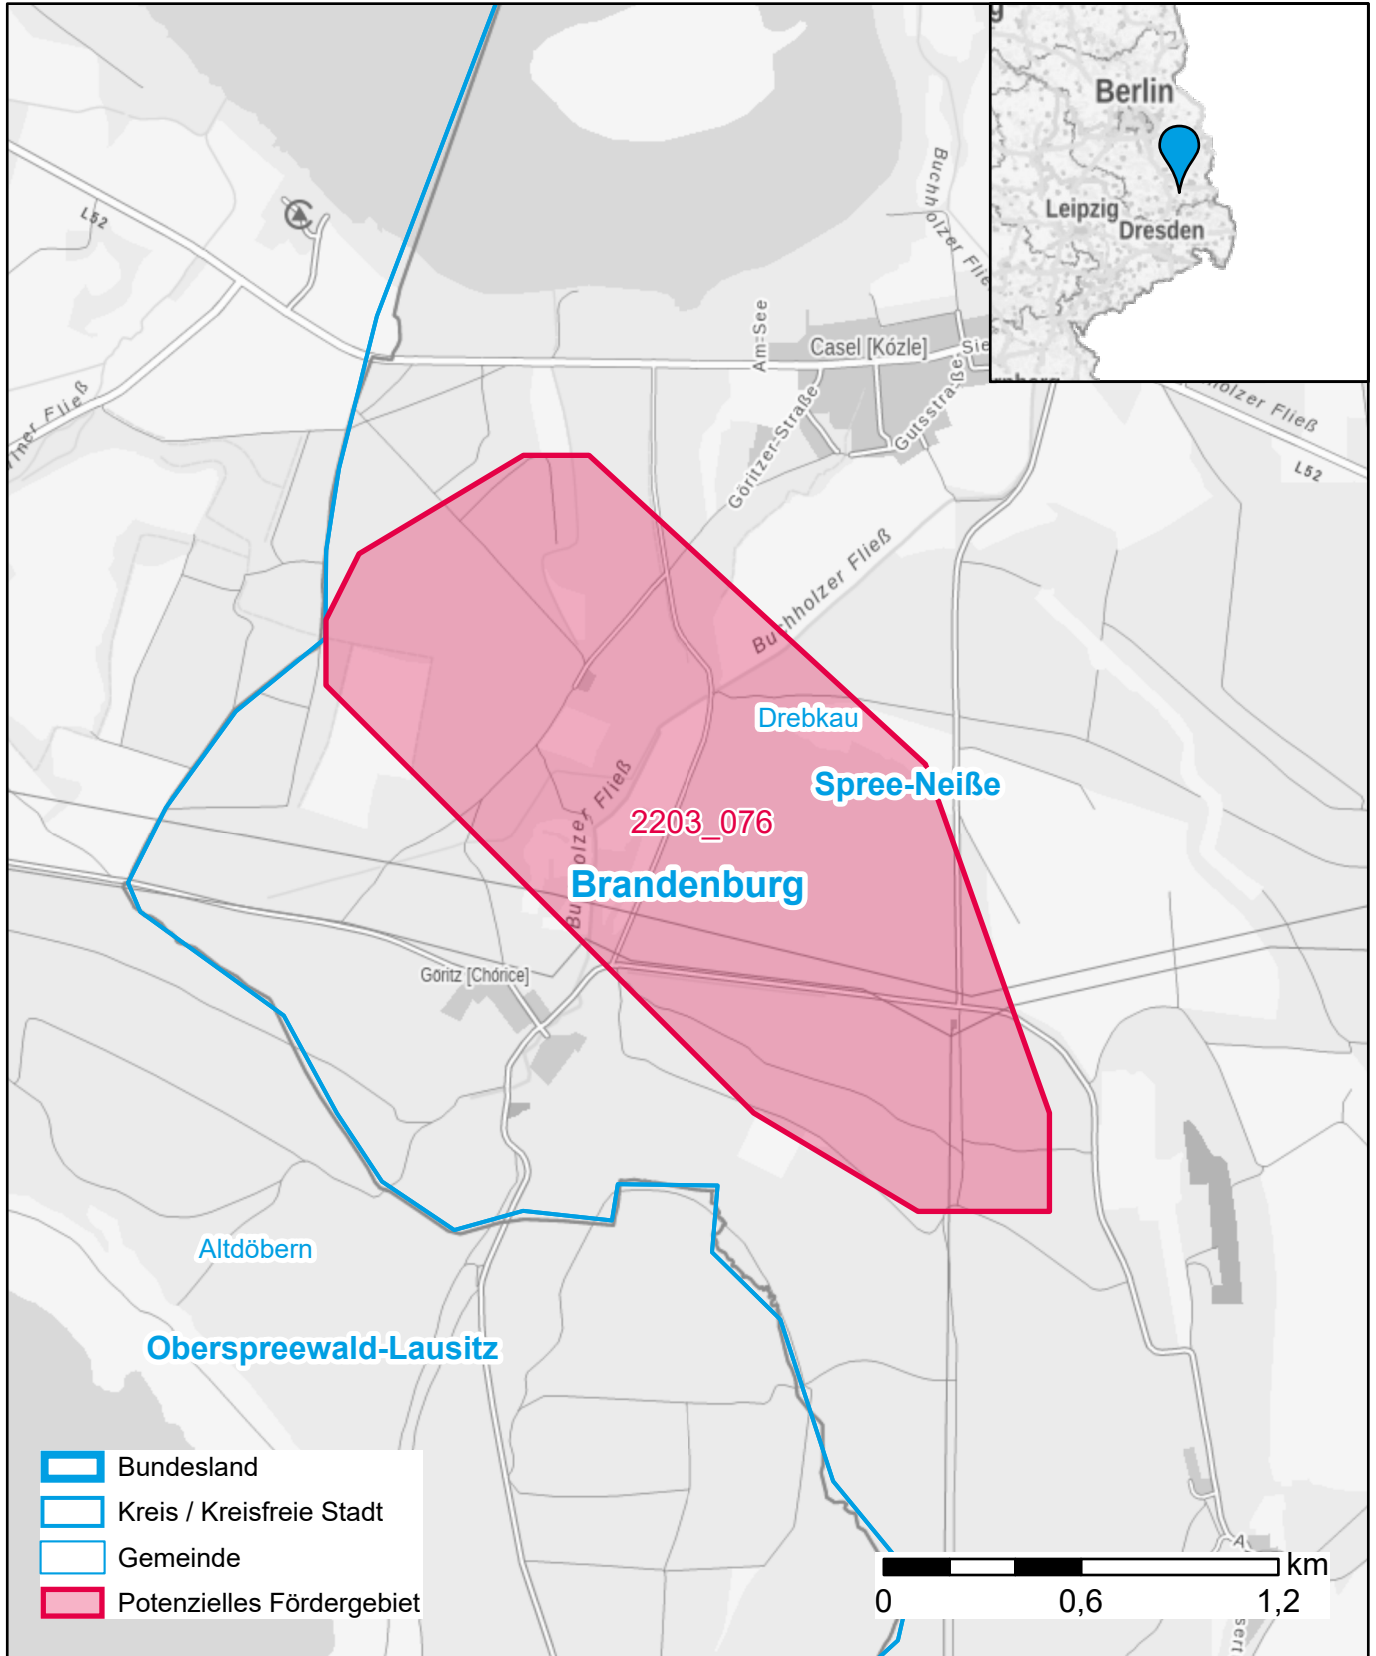 Berlin
Leipzig
Dresden
L52
Buchholzer Fließ
Am-See
Casel [Kózle]
Göritzer-Straße
Gutsstra-ße
L52
Buchholzer Fließ
Drebkau
Spree-Neiße
Buchholzer Fließ
2203_076
Brandenburg
Göritz [Chórice]
Altdöbern
Oberspreewald-Lausitz
Bundesland
Kreis / Kreisfreie Stadt
Gemeinde
Potenzielles Fördergebiet
km
0 0,6 1,2